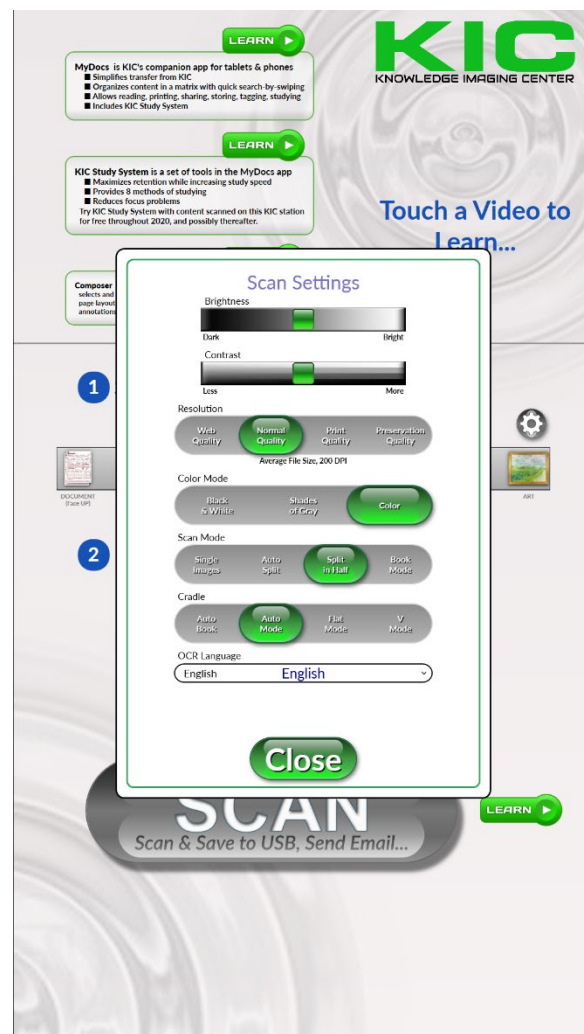 LEARN
KIC
KNOWLEDGE IMAGING CENTER
MyDocs is KIC's companion app for tablets & phones
■ Simplifies transfer from KIC
■ Organizes content in a matrix with quick search-by-swiping
■ Allows reading, printing, sharing, storing, tagging, studying
■ Includes KIC Study System
LEARN
KIC Study System is a set of tools in the MyDocs app
■ Maximizes retention while increasing study speed
■ Provides 8 methods of studying
■ Reduces focus problems
Try KIC Study System with content scanned on this KIC station
for free throughout 2020, and possibly thereafter.
Touch a Video to
Learn...
Composer
selects and
page layout
annotations
Scan Settings
Brightness
Dark Bright
Contrast
Less More
1
Resolution
Web Quality
Normal Quality
Print Quality
Preservation Quality
Average File Size, 200 DPI
Color Mode
Black & White
Shades of Gray
Color
DOCUMENT
(Face UP)
ART
2
Scan Mode
Single Images
Auto Split
Split in Half
Book Mode
Cradle
Auto Book
Auto Mode
Flat Mode
V Mode
OCR Language
English English
Close
SCAN
Scan & Save to USB, Send Email...
LEARN